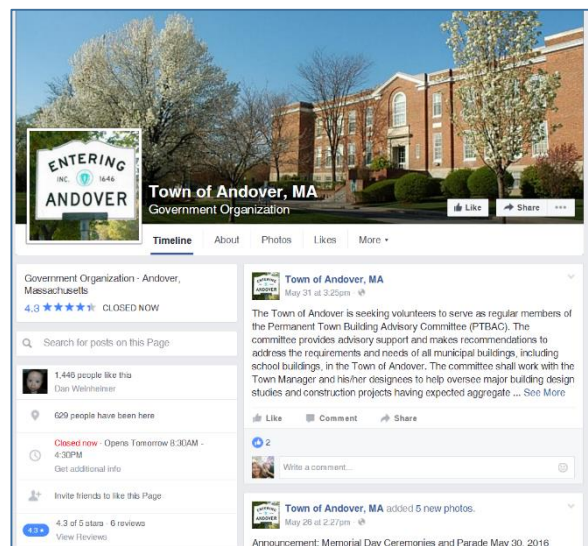 ENTERING
INC. 1646
ANDOVER
Town of Andover, MA
Government Organization
Like
Share
Timeline
About
Photos
Likes
More
Government Organization - Andover,
Massachusetts
4.3 ★★★★★ CLOSED NOW
Search for posts on this Page
1,446 people like this
Dan Weinheimer
629 people have been here
Closed now - Opens Tomorrow 8:30AM -
4:30PM
Get additional info
Invite friends to like this Page
4.3 of 5 stars · 6 reviews
4.3 ★
View Reviews
Town of Andover, MA
May 31 at 3:25pm ·
The Town of Andover is seeking volunteers to serve as regular members of
the Permanent Town Building Advisory Committee (PTBAC). The
committee provides advisory support and makes recommendations to
address the requirements and needs of all municipal buildings, including
school buildings, in the Town of Andover. The committee shall work with the
Town Manager and his/her designees to help oversee major building design
studies and construction projects having expected aggregate ... See More
Like
Comment
Share
2
Write a comment...
Town of Andover, MA added 5 new photos.
May 26 at 2:27pm ·
Announcement: Memorial Day Ceremonies and Parade May 30, 2016